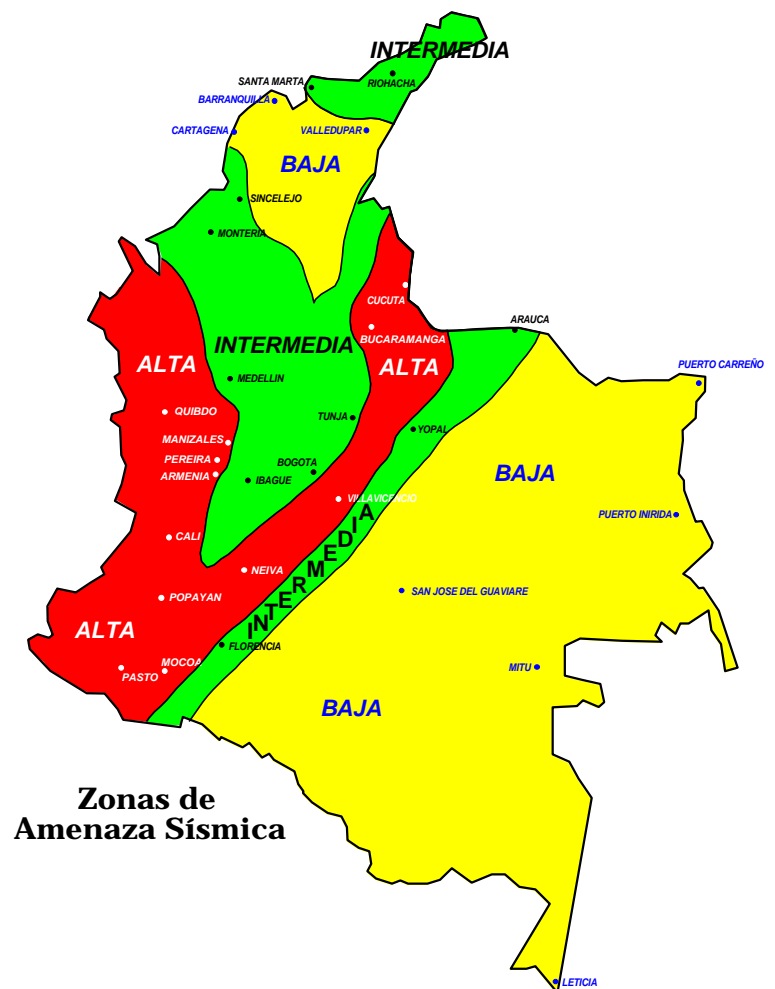 INTERMEDIA
SANTA MARTA
RIOHACHA
BARRANQUILLA
CARTAGENA
VALLEDUPAR
BAJA
SINCELEJO
MONTERIA
CUCUTA
ARAUCA
BUCARAMANGA
INTERMEDIA
ALTA
ALTA
PUERTO CARREÑO
MEDELLIN
QUIBDO
TUNJA
YOPAL
MANIZALES
PEREIRA
BOGOTA
ARMENIA
IBAGUE
BAJA
VILLAVICENCIO
PUERTO INIRIDA
CALI
INTERMEDIA
NEIVA
SAN JOSE DEL GUAVIARE
POPAYAN
ALTA
FLORENCIA
MOCOA
PASTO
MITU
BAJA
Zonas de
Amenaza Sísmica
LETICIA